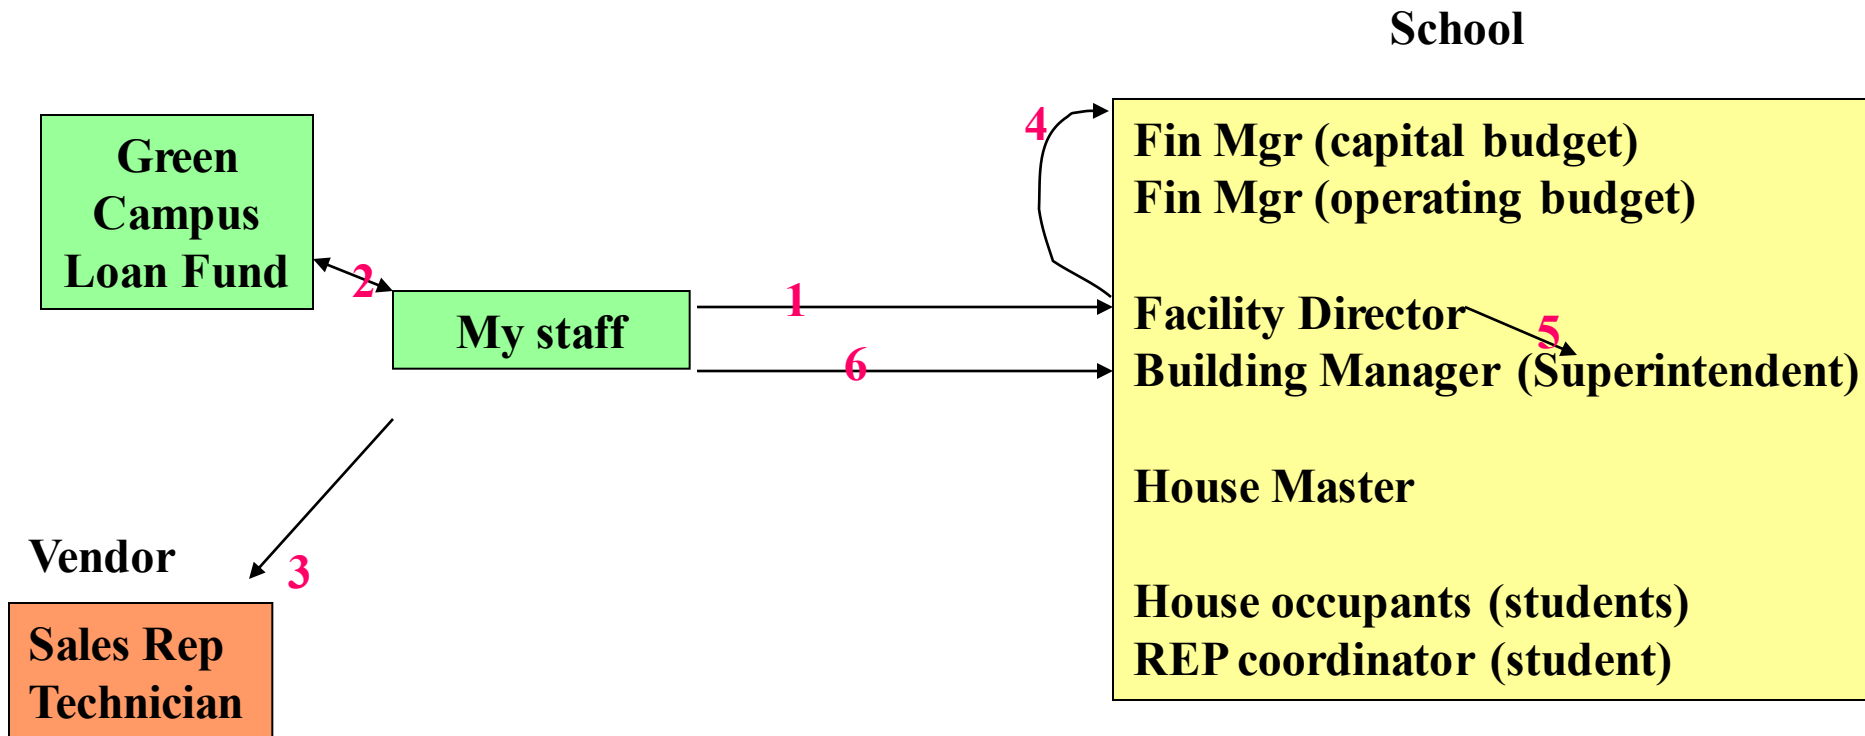 School
Green
Campus
Loan Fund
2
My staff
1
6
4
Fin Mgr (capital budget)
Fin Mgr (operating budget)
Facility Director
5
Building Manager (Superintendent)
House Master
House occupants (students)
REP coordinator (student)
3
Vendor
Sales Rep
Technician